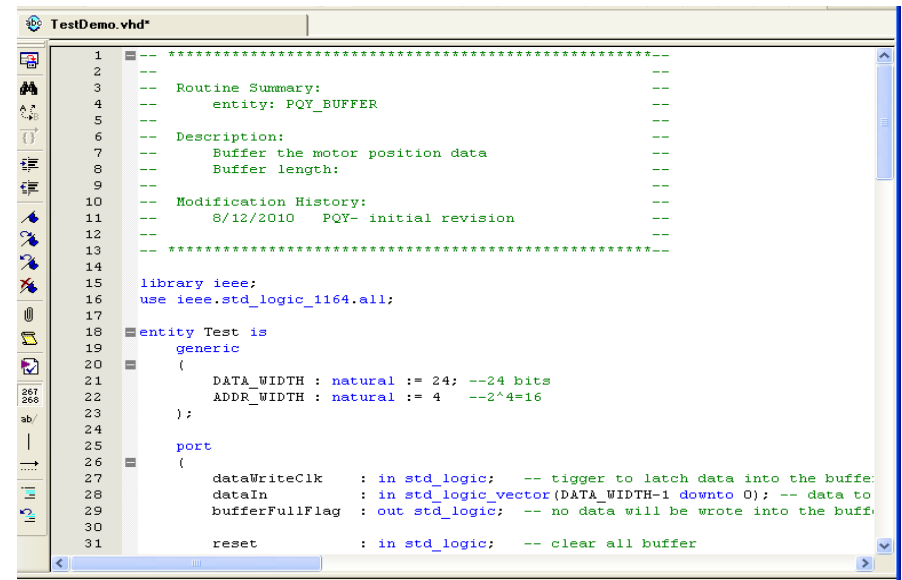 TestDemo.vhd*
1 -- *****************************************************--
2 -- --
3 -- Routine Summary: --
4 -- entity: PQY_BUFFER --
5 -- --
6 -- Description: --
7 -- Buffer the motor position data --
8 -- Buffer length: --
9 -- --
10 -- Modification History: --
11 -- 8/12/2010 PQY- initial revision --
12 -- --
13 -- *****************************************************--
14
15 library ieee;
16 use ieee.std_logic_1164.all;
17
18 entity Test is
19 generic
20 (
21 DATA_WIDTH : natural := 24; --24 bits
22 ADDR_WIDTH : natural := 4 --2^4=16
23 );
24
25 port
26 (
27 dataWriteClk : in std_logic; -- tigger to latch data into the buffe
28 dataIn : in std_logic_vector(DATA_WIDTH-1 downto 0); -- data to
29 bufferFullFlag : out std_logic; -- no data will be wrote into the buff
30
31 reset : in std_logic; -- clear all buffer
267
268
ab/